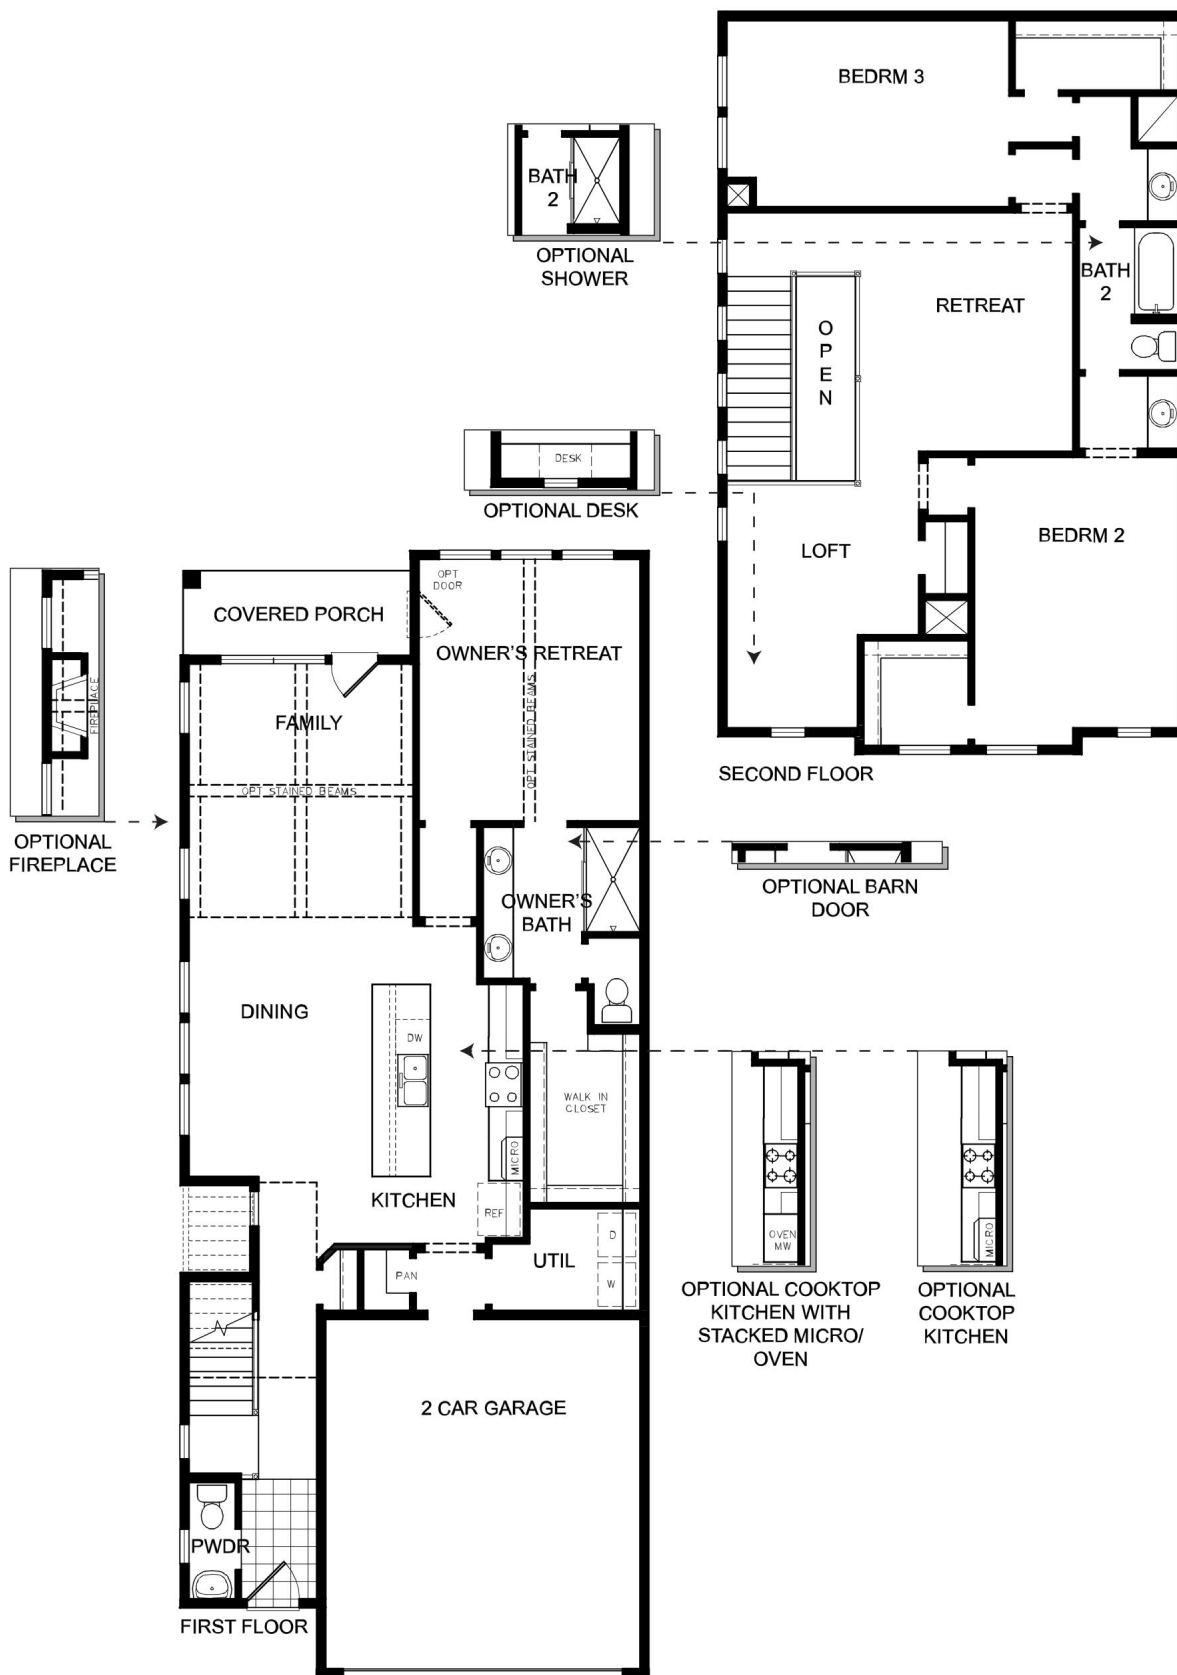 BEDRM 3
BATH
2
OPTIONAL
SHOWER
BATH
2
RETREAT
OPEN
DESK
OPTIONAL DESK
LOFT
BEDRM 2
SECOND FLOOR
OPT
DOOR
COVERED PORCH
OWNER'S RETREAT
FAMILY
OPT STAINED BEAMS
OPT STAINED BEAMS
FIREPLACE
OPTIONAL
FIREPLACE
OPTIONAL BARN
DOOR
OWNER'S
BATH
DINING
DW
WALK IN
CLOSET
MICRO
KITCHEN
REF
UTIL
D
W
PAN
OVEN
MW
MICRO
OPTIONAL COOKTOP
KITCHEN WITH
STACKED MICRO/
OVEN
OPTIONAL
COOKTOP
KITCHEN
2 CAR GARAGE
PWDR
FIRST FLOOR